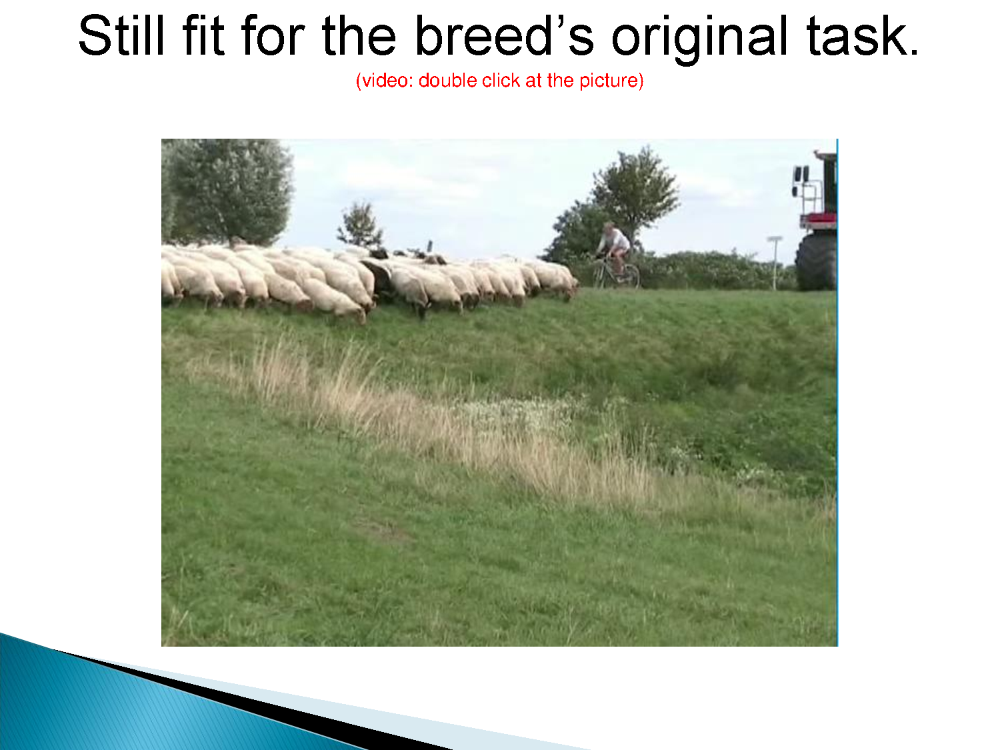 Still fit for the breed’s original task.
(video: double click at the picture)